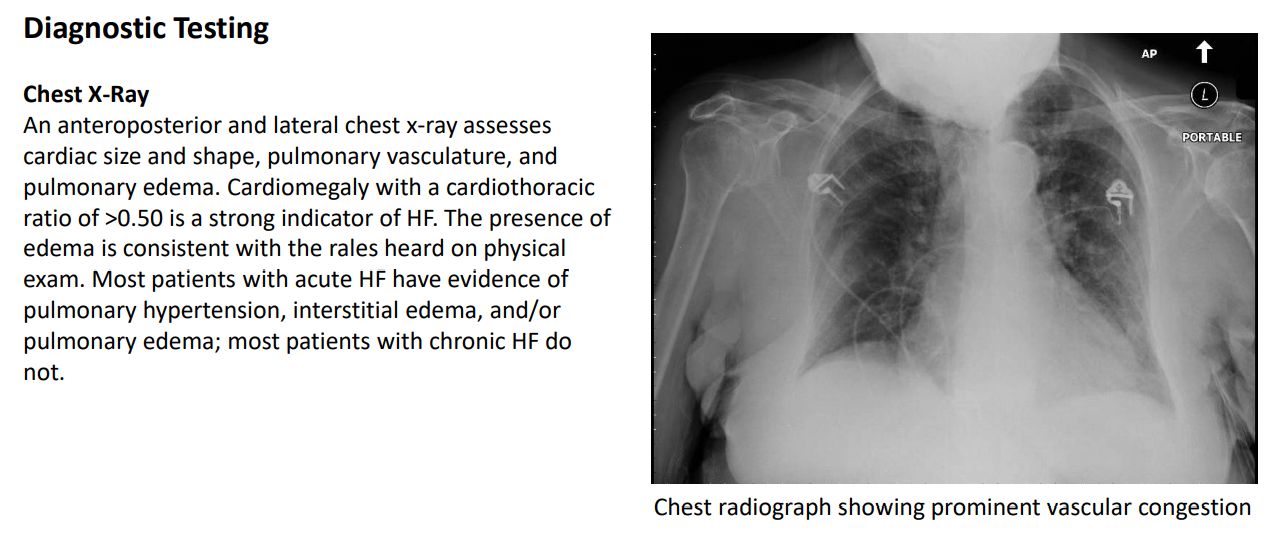 Diagnostic Testing
Chest X-Ray
An anteroposterior and lateral chest x-ray assesses
cardiac size and shape, pulmonary vasculature, and
pulmonary edema. Cardiomegaly with a cardiothoracic
ratio of >0.50 is a strong indicator of HF. The presence of
edema is consistent with the rales heard on physical
exam. Most patients with acute HF have evidence of
pulmonary hypertension, interstitial edema, and/or
pulmonary edema; most patients with chronic HF do
not.
AP
L
PORTABLE
Chest radiograph showing prominent vascular congestion